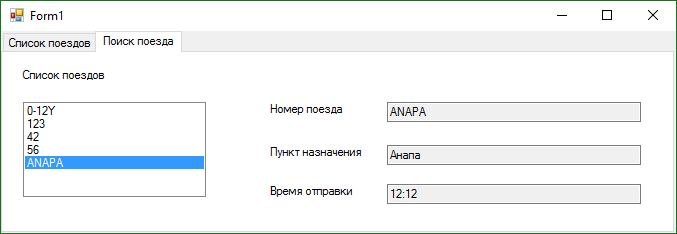 Form1
Список поездов
Поиск поезда
Список поездов
0-12Y
123
42
56
ANAPA
Номер поезда
ANAPA
Пункт назначения
Анапа
Время отправки
12:12